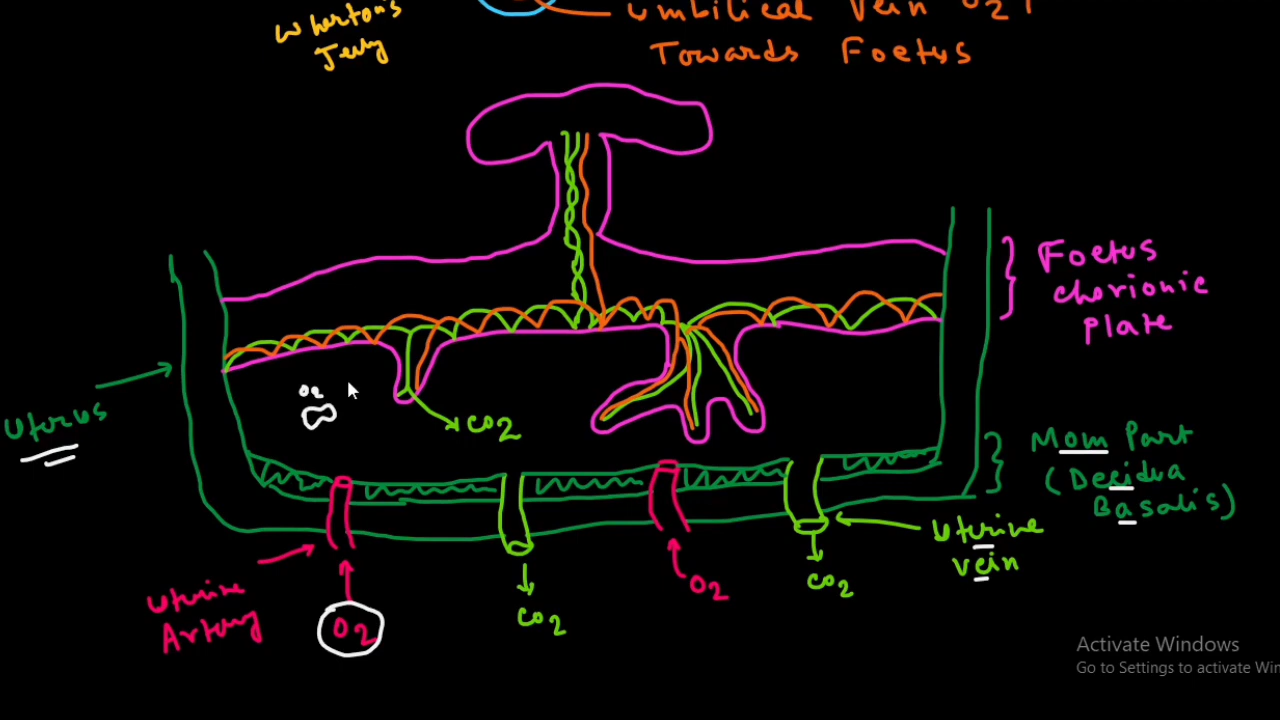 Umbilical Vein O2↑
Wharton's
Jelly
Towards Foetus
Foetus
chorionic
Plate
O2
CO2
Uterus
Mom Part
(Decidua
Basalis)
Uterine
vein
Uterine
Artery
O2
CO2
O2
CO2
Activate Windows
Go to Settings to activate Win